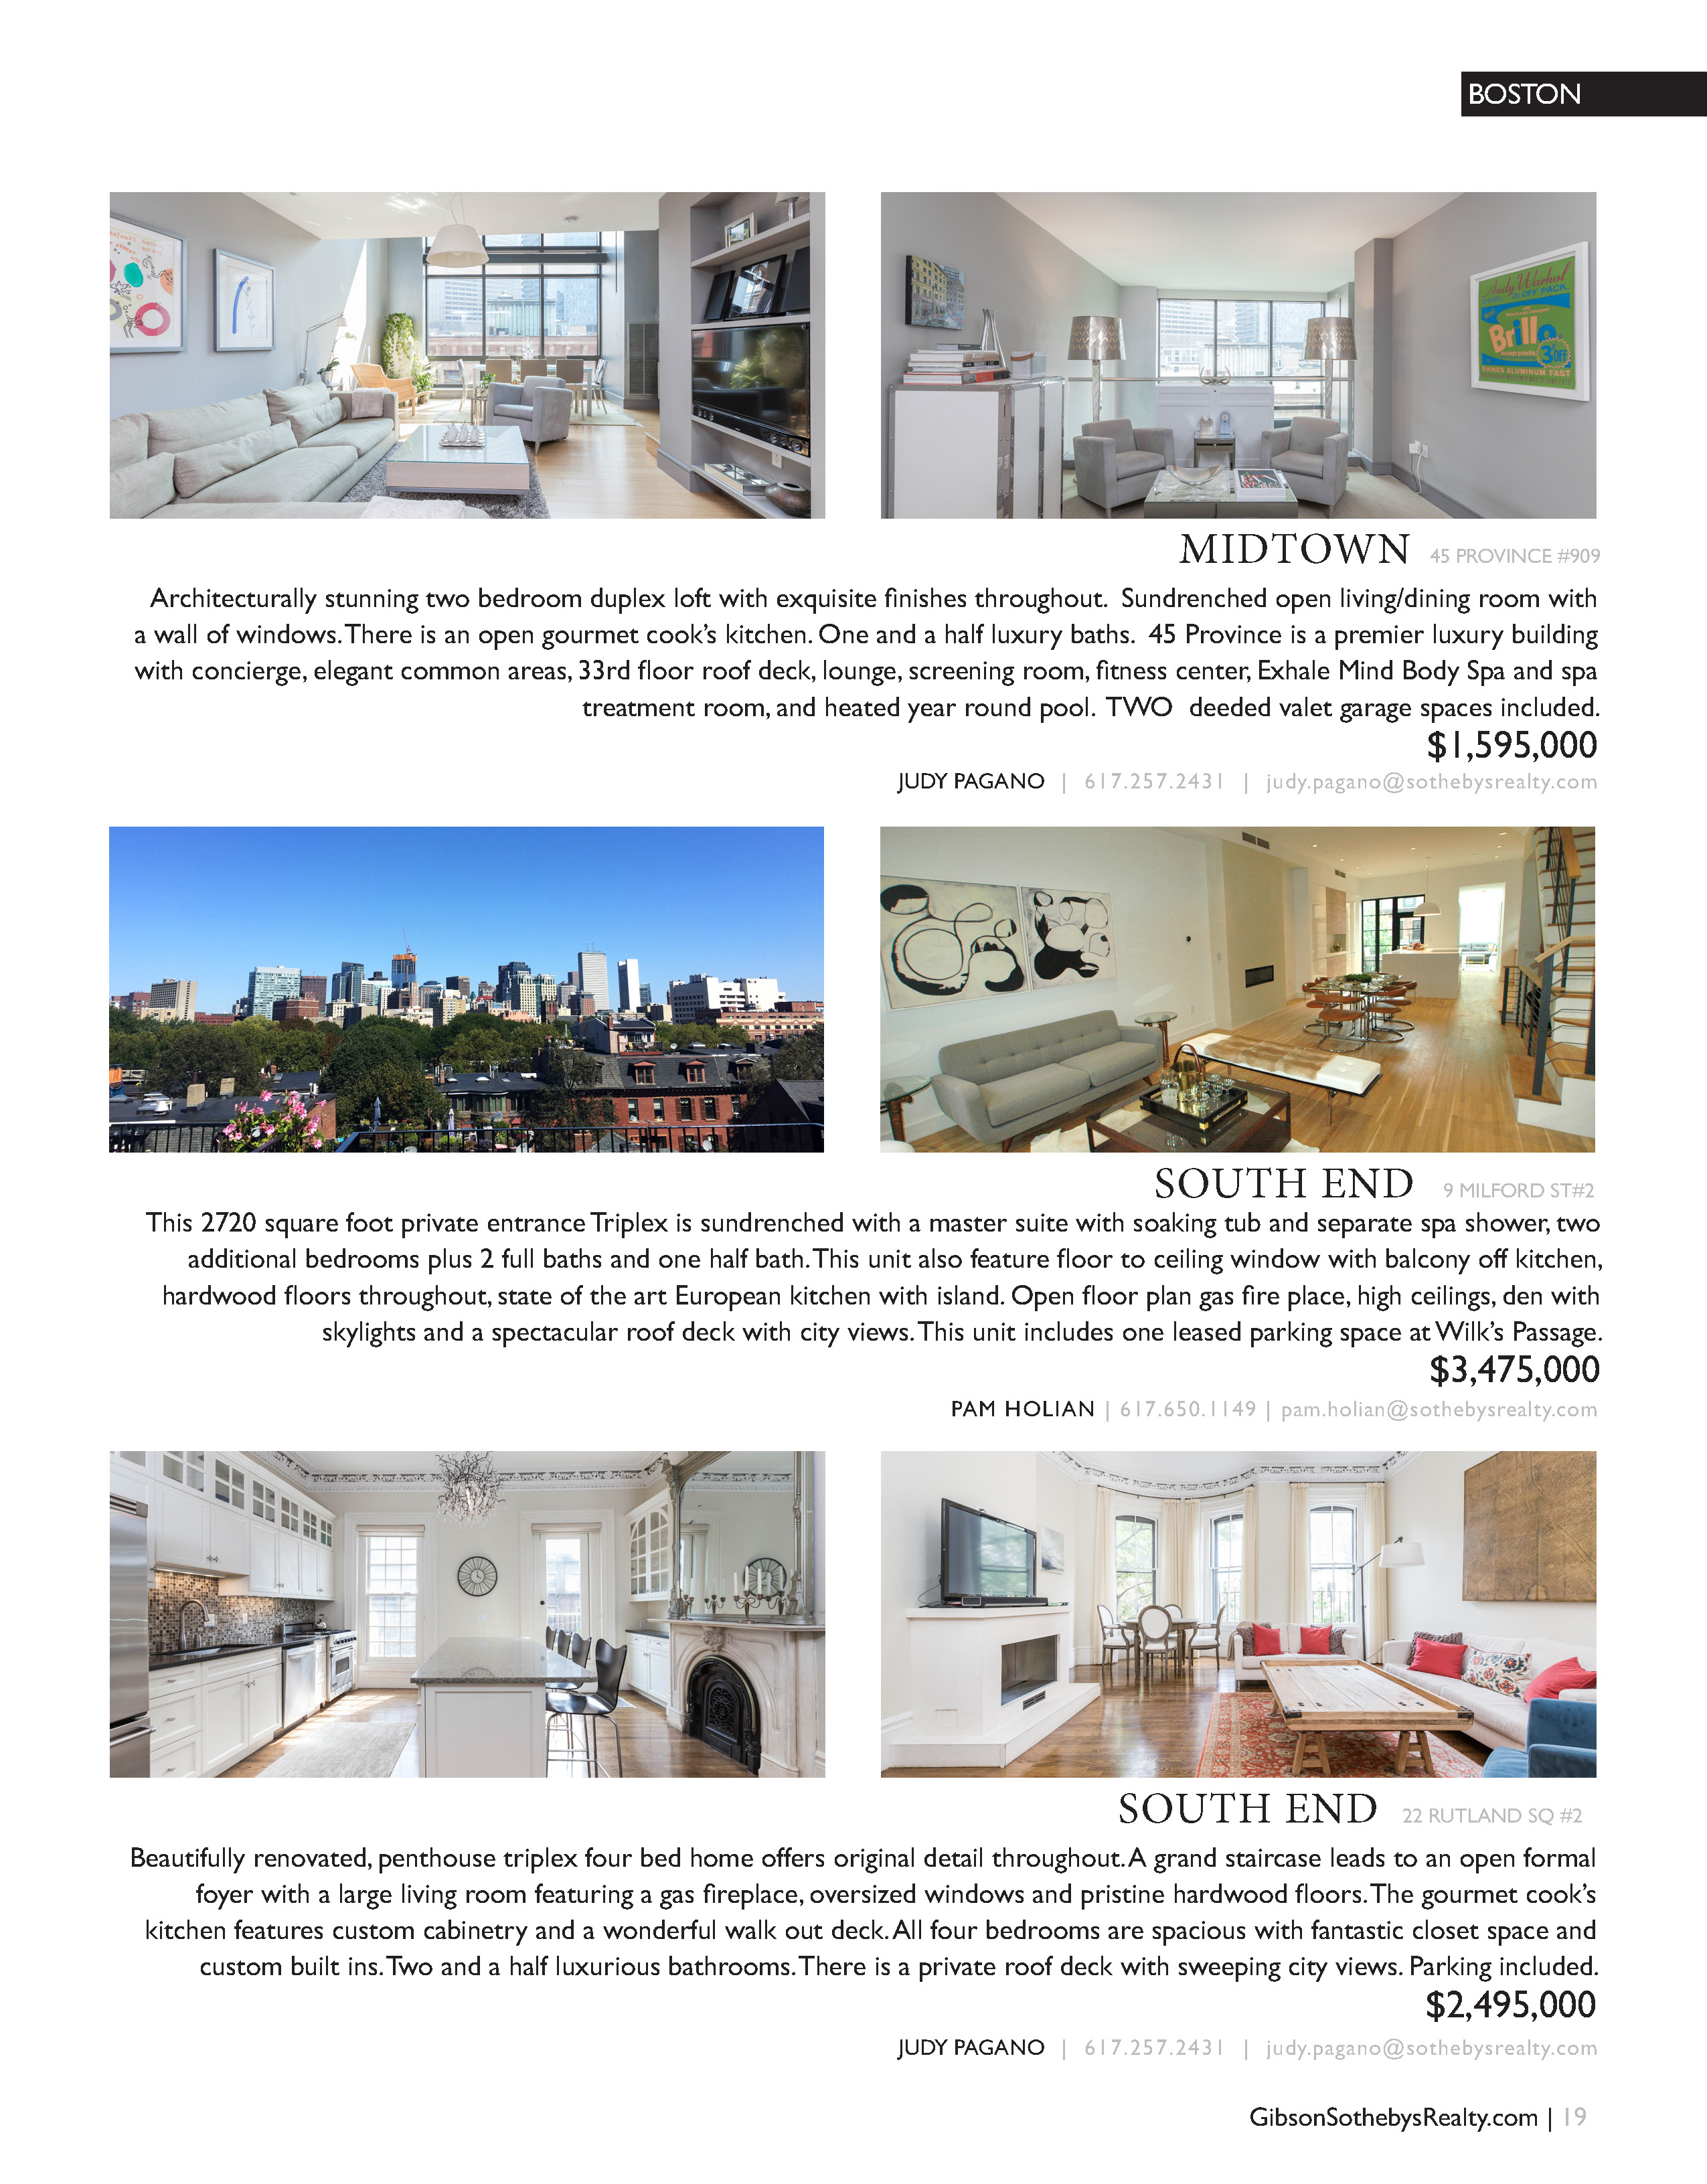 BOSTON
Andy Warhol
OFF PACK
Brillo
3¢ OFF
SHINES ALUMINUM FAST
MIDTOWN 45 PROVINCE #909
Architecturally stunning two bedroom duplex loft with exquisite finishes throughout. Sundrenched open living/dining room with
a wall of windows. There is an open gourmet cook's kitchen. One and a half luxury baths. 45 Province is a premier luxury building
with concierge, elegant common areas, 33rd floor roof deck, lounge, screening room, fitness center, Exhale Mind Body Spa and spa
treatment room, and heated year round pool. TWO deeded valet garage spaces included.
$1,595,000
JUDY PAGANO | 617.257.2431 | judy.pagano@sothebysrealty.com
SOUTH END 9 MILFORD ST#2
This 2720 square foot private entrance Triplex is sundrenched with a master suite with soaking tub and separate spa shower, two
additional bedrooms plus 2 full baths and one half bath. This unit also feature floor to ceiling window with balcony off kitchen,
hardwood floors throughout, state of the art European kitchen with island. Open floor plan gas fire place, high ceilings, den with
skylights and a spectacular roof deck with city views. This unit includes one leased parking space at Wilk's Passage.
$3,475,000
PAM HOLIAN | 617.650.1149 | pam.holian@sothebysrealty.com
SOUTH END 22 RUTLAND SQ #2
Beautifully renovated, penthouse triplex four bed home offers original detail throughout. A grand staircase leads to an open formal
foyer with a large living room featuring a gas fireplace, oversized windows and pristine hardwood floors. The gourmet cook's
kitchen features custom cabinetry and a wonderful walk out deck. All four bedrooms are spacious with fantastic closet space and
custom built ins. Two and a half luxurious bathrooms. There is a private roof deck with sweeping city views. Parking included.
$2,495,000
JUDY PAGANO | 617.257.2431 | judy.pagano@sothebysrealty.com
GibsonSothebysRealty.com | 19